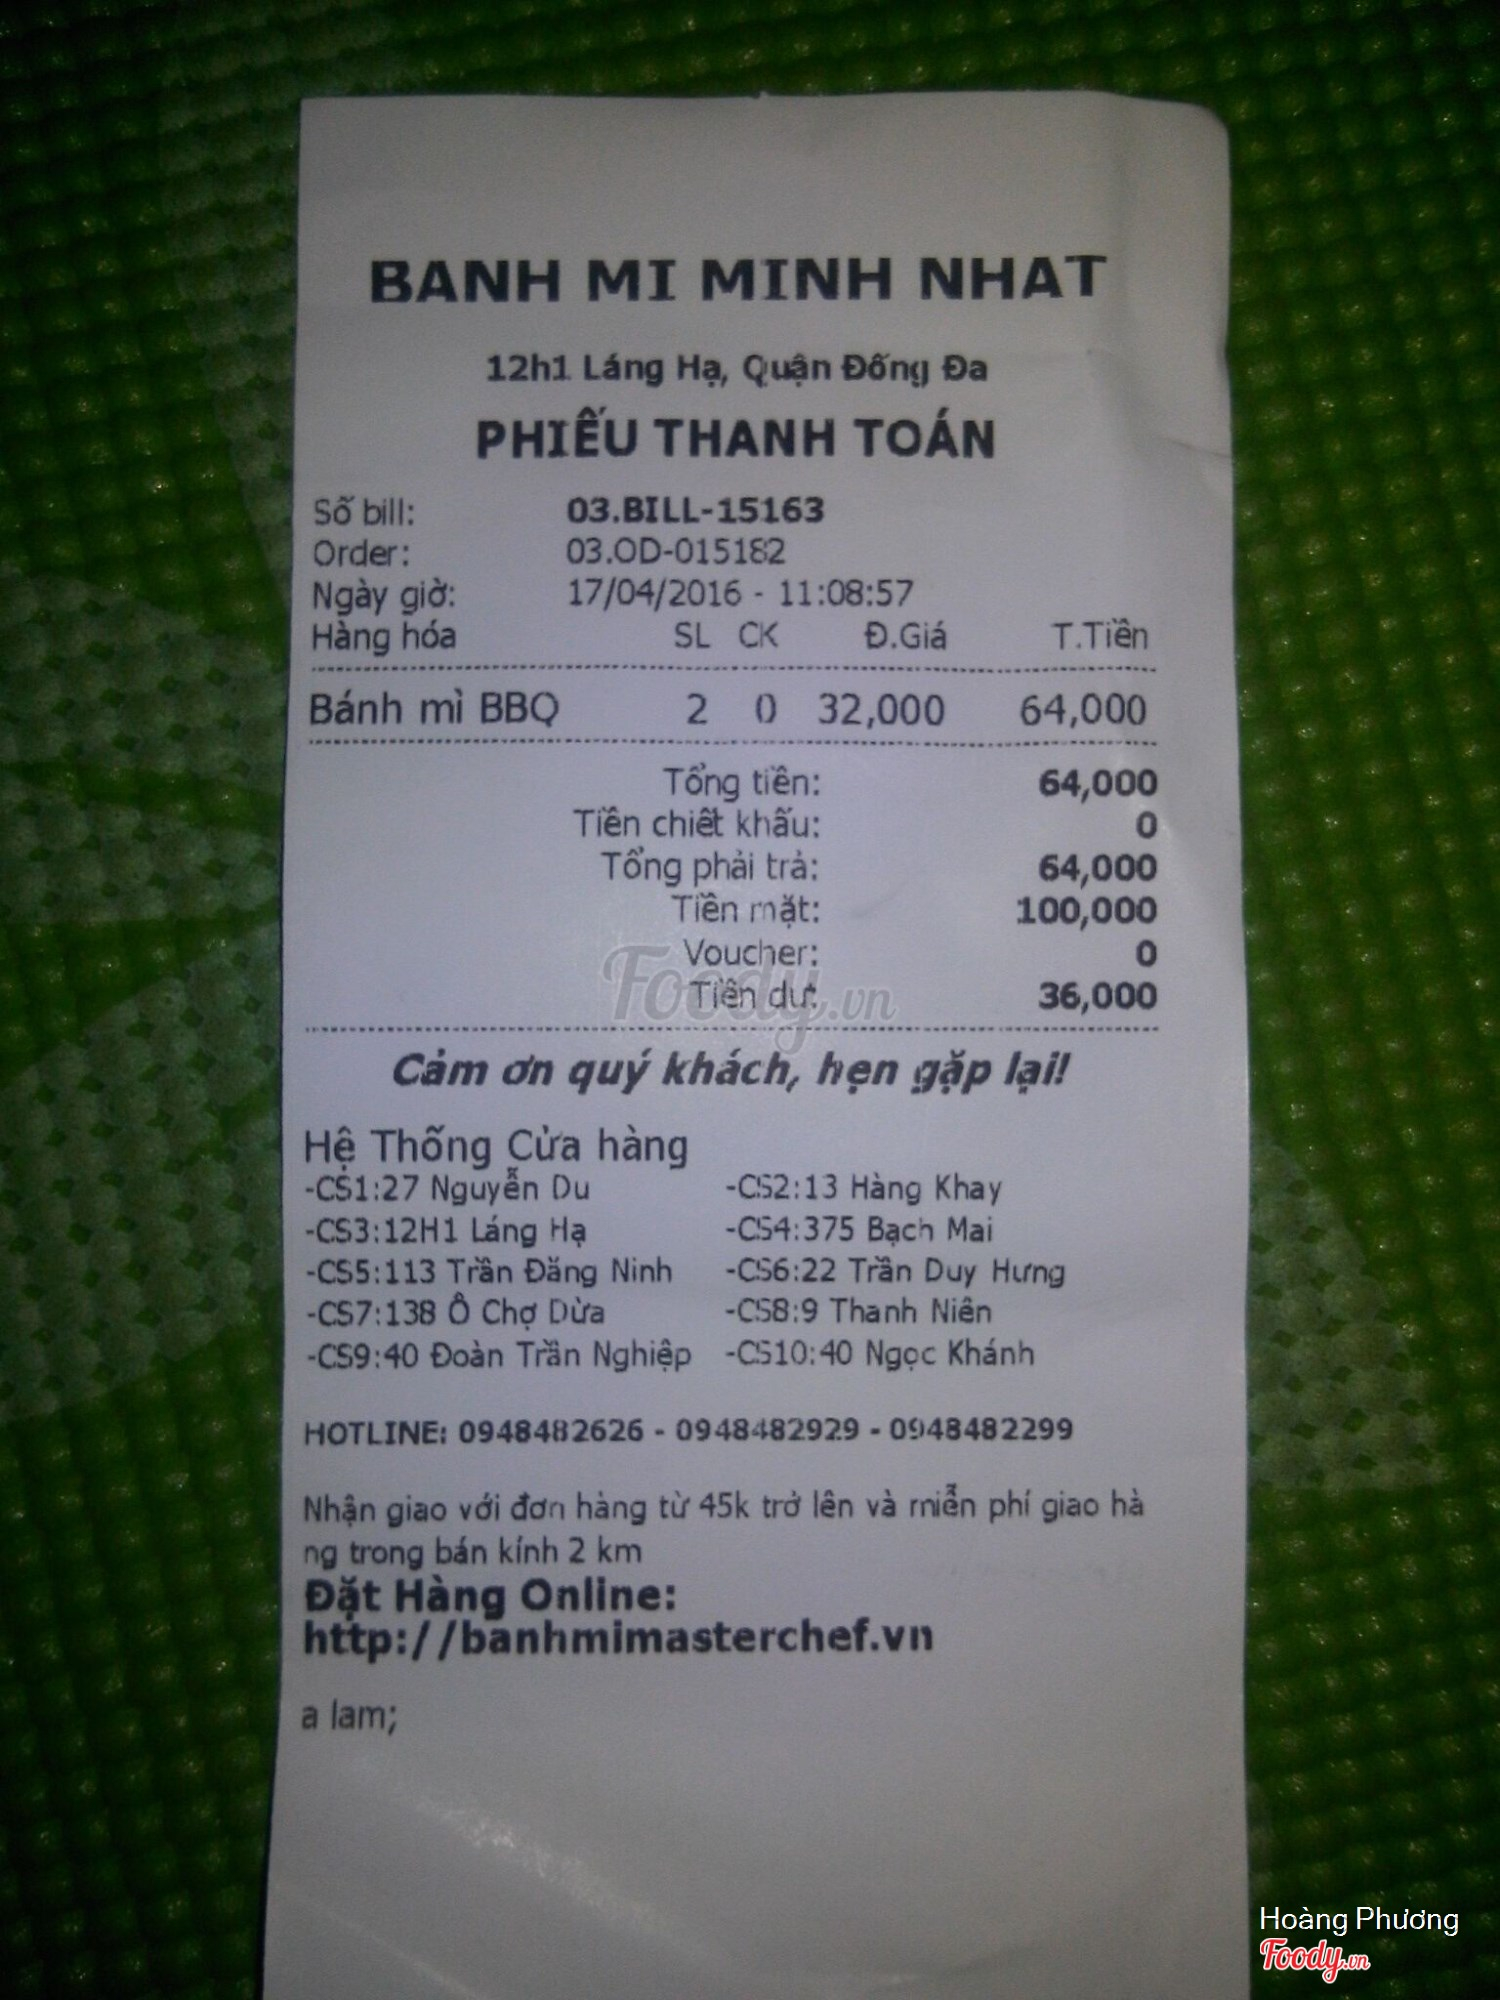 BANH MI MINH NHAT
12h1 Láng Hạ, Quận Đống Đa
PHIẾU THANH TOÁN
Số bill: 03.BILL-15163
Order: 03.OD-015182
Ngày giờ: 17/04/2016 - 11:08:57
Hàng hóa SL CK Đ.Giá T.Tiền
Bánh mì BBQ 2 0 32,000 64,000
Tổng tiền: 64,000
Tiền chiết khấu: 0
Tổng phải trả: 64,000
Tiền mặt: 100,000
Voucher: 0
Tiền dư: 36,000
Foody.vn
Cảm ơn quý khách, hẹn gặp lại!
Hệ Thống Cửa hàng
-CS1:27 Nguyễn Du -CS2:13 Hàng Khay
-CS3:12H1 Láng Hạ -CS4:375 Bạch Mai
-CS5:113 Trần Đăng Ninh -CS6:22 Trần Duy Hưng
-CS7:138 Ô Chợ Dừa -CS8:9 Thanh Niên
-CS9:40 Đoàn Trần Nghiệp -CS10:40 Ngọc Khánh
HOTLINE: 0948482626 - 0948482929 - 0948482299
Nhận giao với đơn hàng từ 45k trở lên và miễn phí giao hà
ng trong bán kính 2 km
Đặt Hàng Online:
http://banhmimasterchef.vn
a lam;
Hoàng Phương
Foody.vn